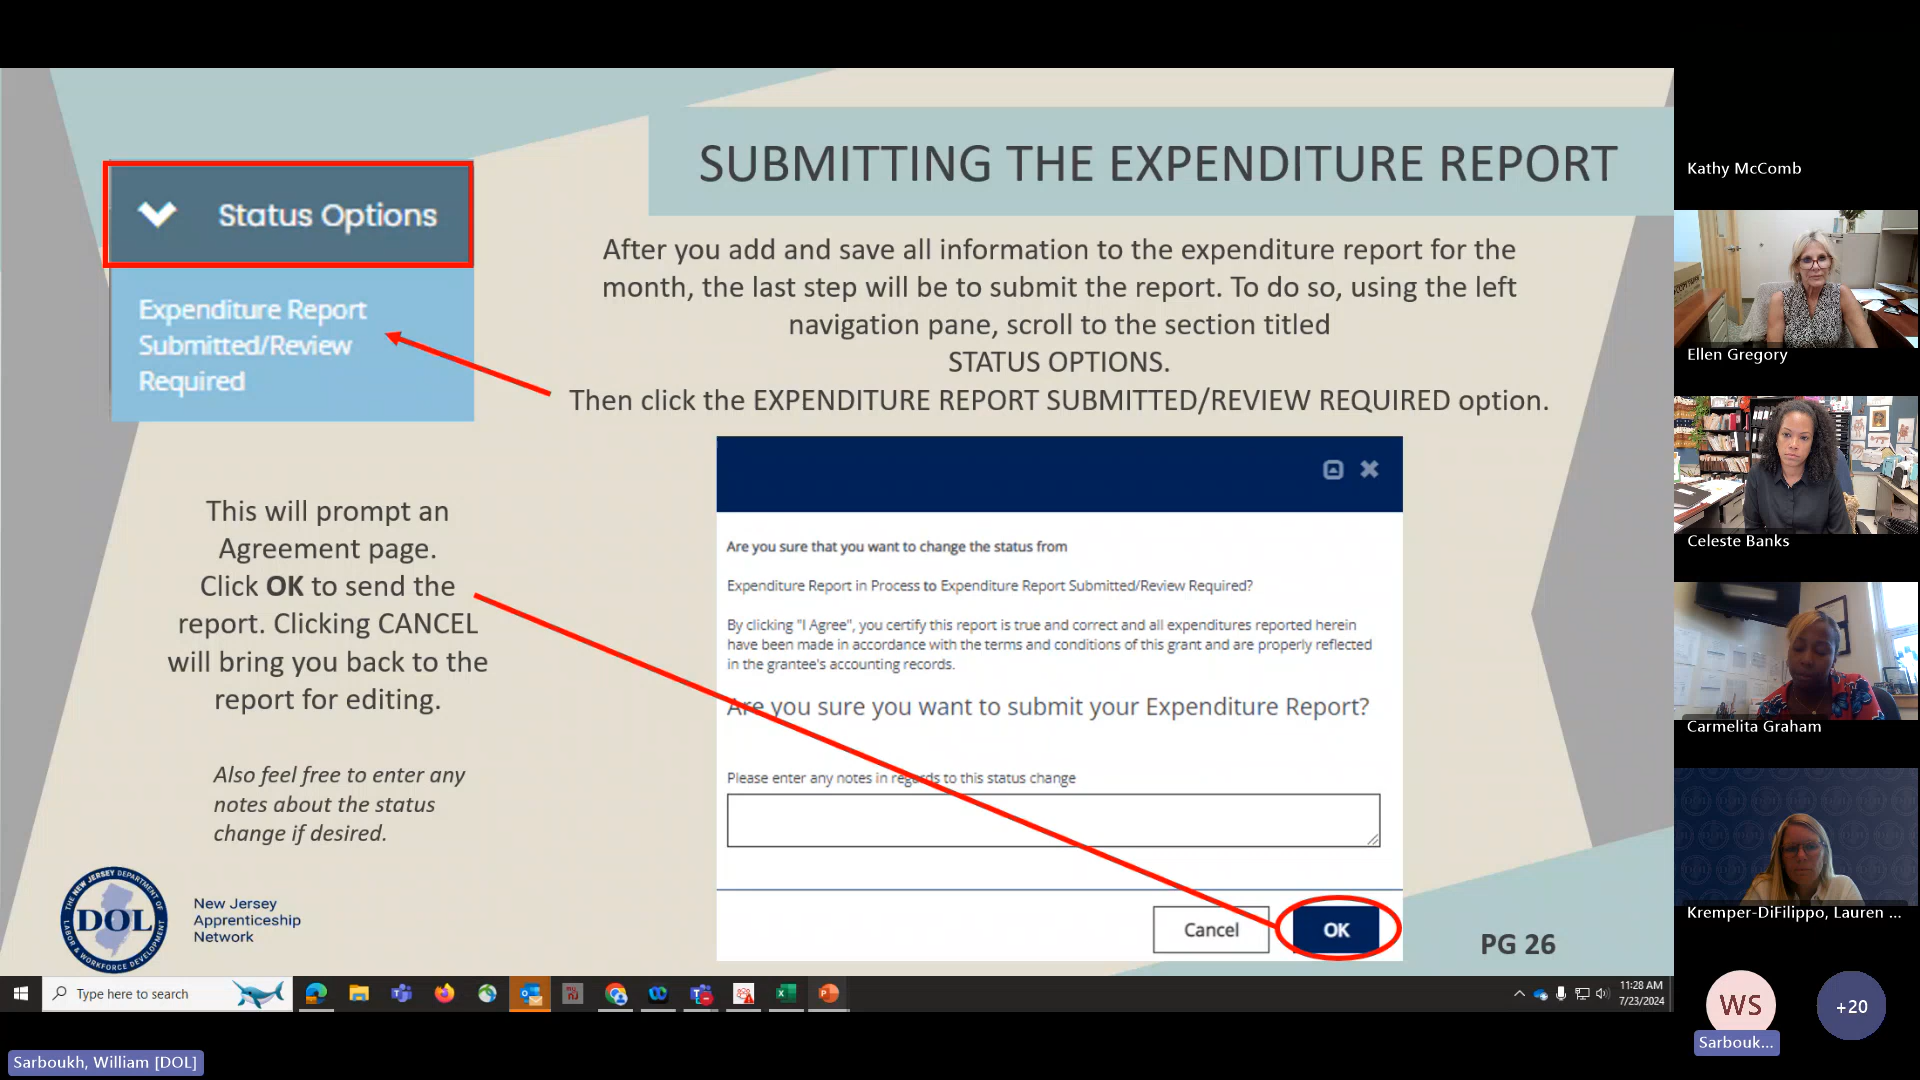 SUBMITTING THE EXPENDITURE REPORT
Status Options
Expenditure Report
Submitted/Review
Required
After you add and save all information to the expenditure report for the
month, the last step will be to submit the report. To do so, using the left
navigation pane, scroll to the section titled
STATUS OPTIONS.
Then click the EXPENDITURE REPORT SUBMITTED/REVIEW REQUIRED option.
This will prompt an
Agreement page.
Click OK to send the
report. Clicking CANCEL
will bring you back to the
report for editing.
Also feel free to enter any
notes about the status
change if desired.
Are you sure that you want to change the status from
Expenditure Report in Process to Expenditure Report Submitted/Review Required?
By clicking "I Agree", you certify this report is true and correct and all expenditures reported herein
have been made in accordance with the terms and conditions of this grant and are properly reflected
in the grantee's accounting records.
Are you sure you want to submit your Expenditure Report?
Please enter any notes in regards to this status change
Cancel
OK
THE NEW JERSEY DEPARTMENT OF
DOL
LABOR & WORKFORCE DEVELOPMENT
New Jersey
Apprenticeship
Network
PG 26
Type here to search
11:28 AM
7/23/2024
Kathy McComb
Ellen Gregory
Celeste Banks
Carmelita Graham
Kremper-DiFilippo, Lauren ...
WS
+20
Sarbouk...
Sarboukh, William [DOL]